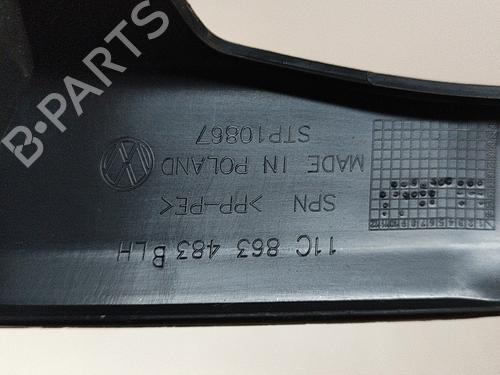 11C 863 483 B LH
SPN >PP-PE<
MADE IN POLAND
STP10867
B-PARTS